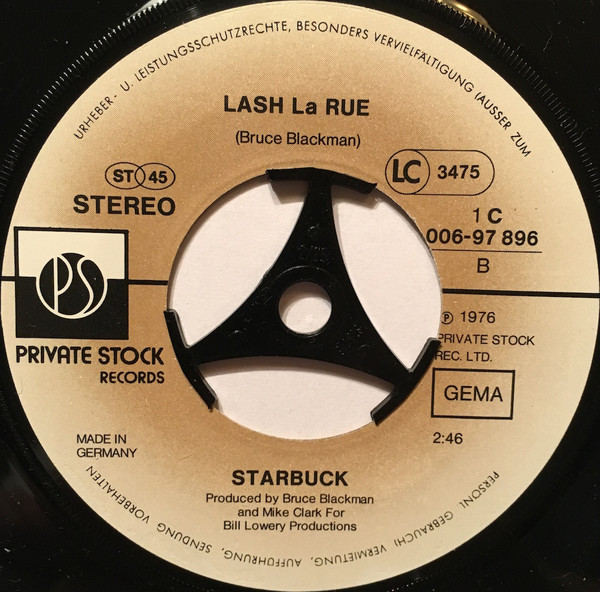 URHEBER - U. LEISTUNGSSCHUTZRECHTE, BESONDERS VERVIELFÄLTIGUNG (AUSSER ZUM
LASH La RUE
(Bruce Blackman)
ST 45
STEREO
LC 3475
1 C
006-97 896
B
PS
PRIVATE STOCK
RECORDS
℗ 1976
PRIVATE STOCK
REC. LTD.
GEMA
2:46
MADE IN
GERMANY
STARBUCK
Produced by Bruce Blackman
and Mike Clark For
Bill Lowery Productions
PERSÖNL. GEBRAUCH) VERMIETUNG, AUFFÜHRUNG, SENDUNG VORBEHALTEN